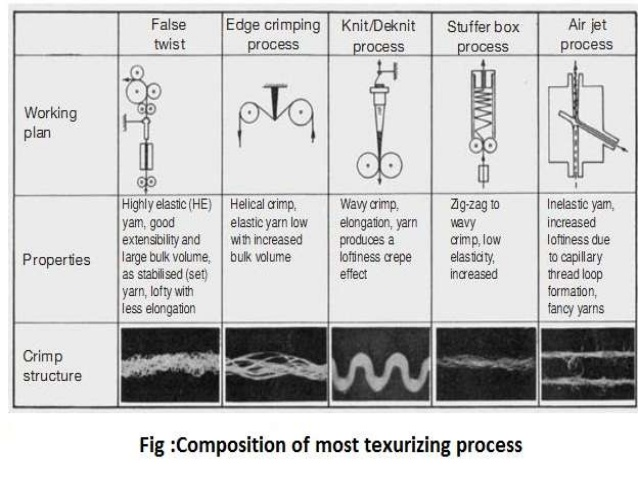 False
twist
Edge crimping
process
Knit/Deknit
process
Stuffer box
process
Air jet
process
Working
plan
Properties
Highly elastic (HE)
yarn, good
extensibility and
large bulk volume,
as stabilised (set)
yarn, lofty with
less elongation
Helical crimp,
elastic yarn low
with increased
bulk volume
Wavy crimp,
elongation, yarn
produces a
loftiness crepe
effect
Zig-zag to
wavy
crimp, low
elasticity,
increased
Inelastic yarn,
increased
loftiness due
to capillary
thread loop
formation,
fancy yarns
Crimp
structure
Fig :Composition of most texurizing process